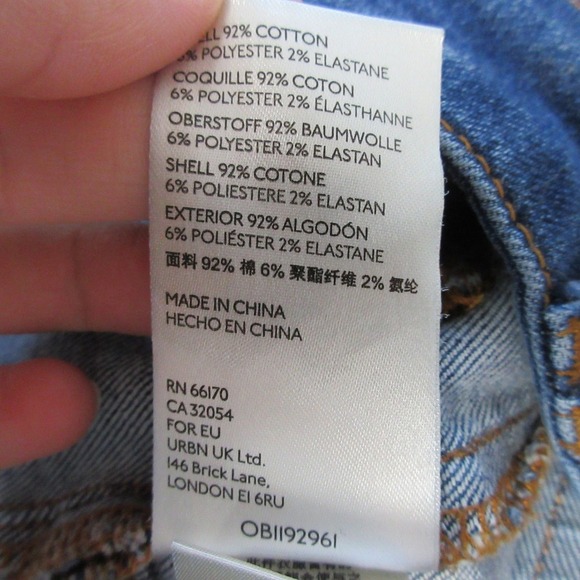 92% COTTON
6% POLYESTER 2% ELASTANE
COQUILLE 92% COTON
6% POLYESTER 2% ÉLASTHANNE
OBERSTOFF 92% BAUMWOLLE
6% POLYESTER 2% ELASTAN
SHELL 92% COTONE
6% POLIESTERE 2% ELASTAN
EXTERIOR 92% ALGODÓN
6% POLIÉSTER 2% ELASTANE
面料 92% 棉 6% 聚酯纤维 2% 氨纶
MADE IN CHINA
HECHO EN CHINA
RN 66170
CA 32054
FOR EU
URBN UK Ltd.
146 Brick Lane,
LONDON E1 6RU
OB1192961